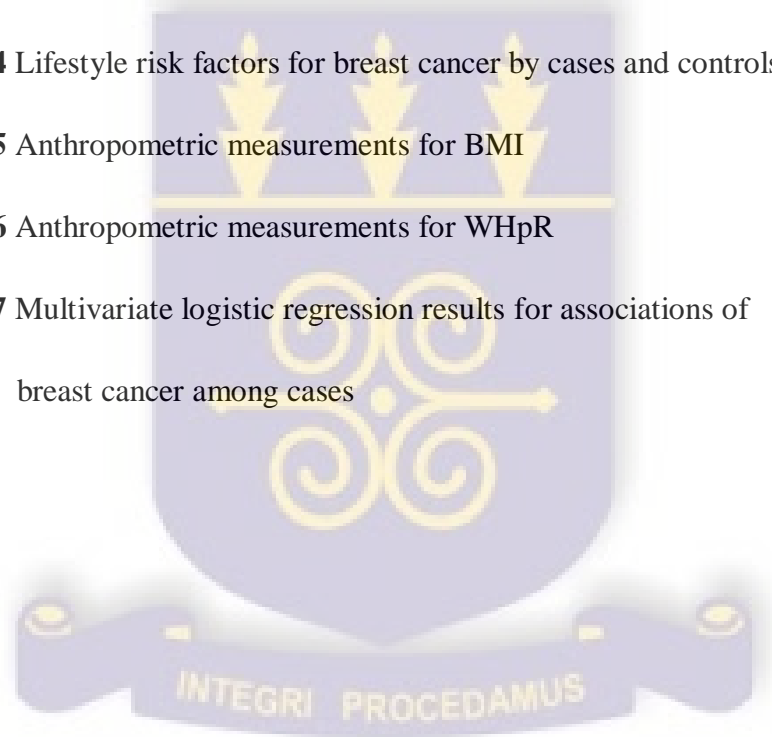 4 Lifestyle risk factors for breast cancer by cases and controls
5 Anthropometric measurements for BMI
6 Anthropometric measurements for WHpR
7 Multivariate logistic regression results for associations of
breast cancer among cases
INTEGRI PROCEDAMUS